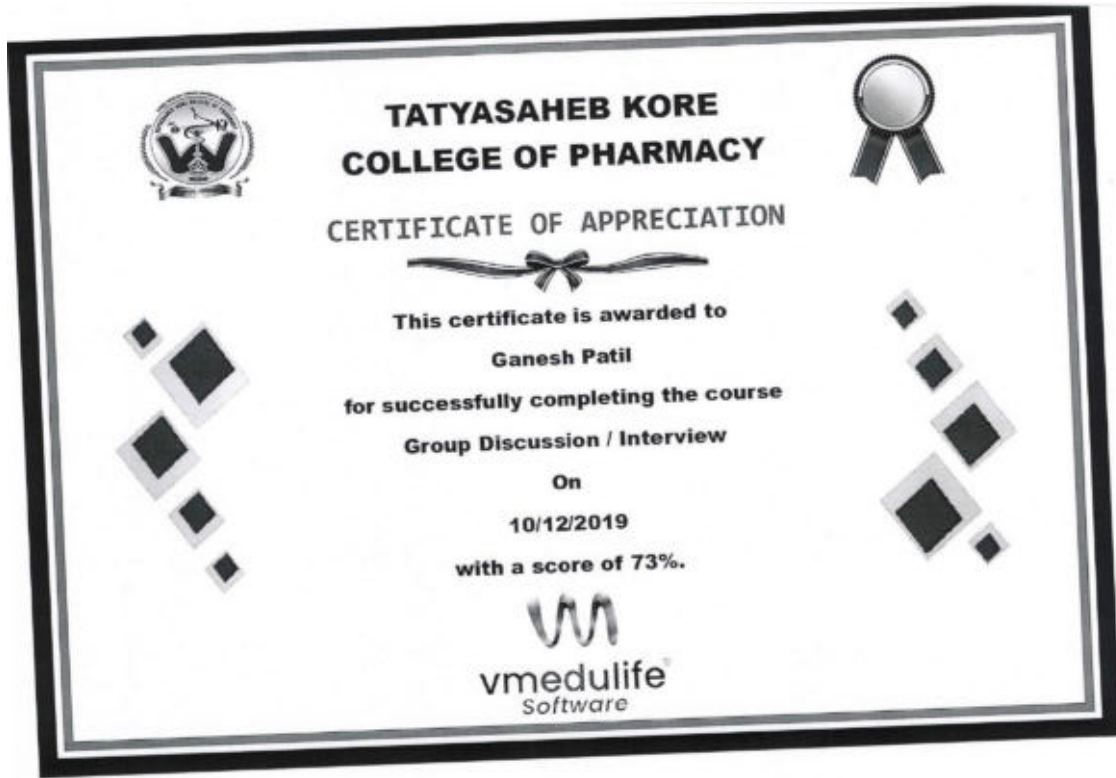 TATYASAHEB KORE
COLLEGE OF PHARMACY
CERTIFICATE OF APPRECIATION
This certificate is awarded to
Ganesh Patil
for successfully completing the course
Group Discussion / Interview
On
10/12/2019
with a score of 73%.
vmedulife
Software